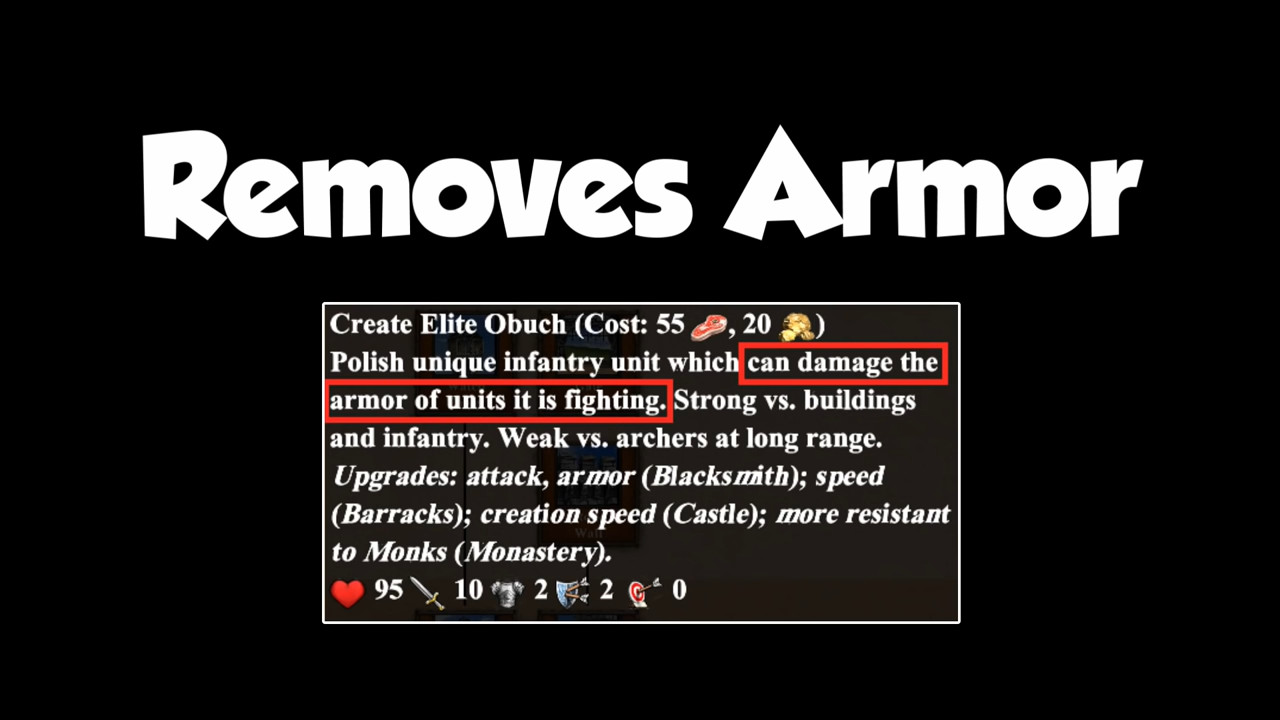 Removes Armor
Create Elite Obuch (Cost: 55 , 20 )
Polish unique infantry unit which can damage the
armor of units it is fighting. Strong vs. buildings
and infantry. Weak vs. archers at long range.
Upgrades: attack, armor (Blacksmith); speed
(Barracks); creation speed (Castle); more resistant
to Monks (Monastery).
95 10 2 2 0